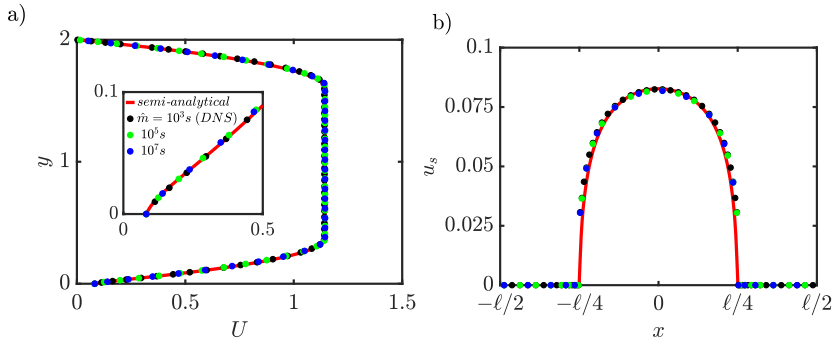 a)
2
1
0
y
0
0.5
1
1.5
U
0.1
0
0
0.5
semi-analytical
m̂ = 10³s (DNS)
10⁵s
10⁷s
b)
0.1
0.075
0.05
0.025
0
uₛ
−ℓ/2
−ℓ/4
0
ℓ/4
ℓ/2
x